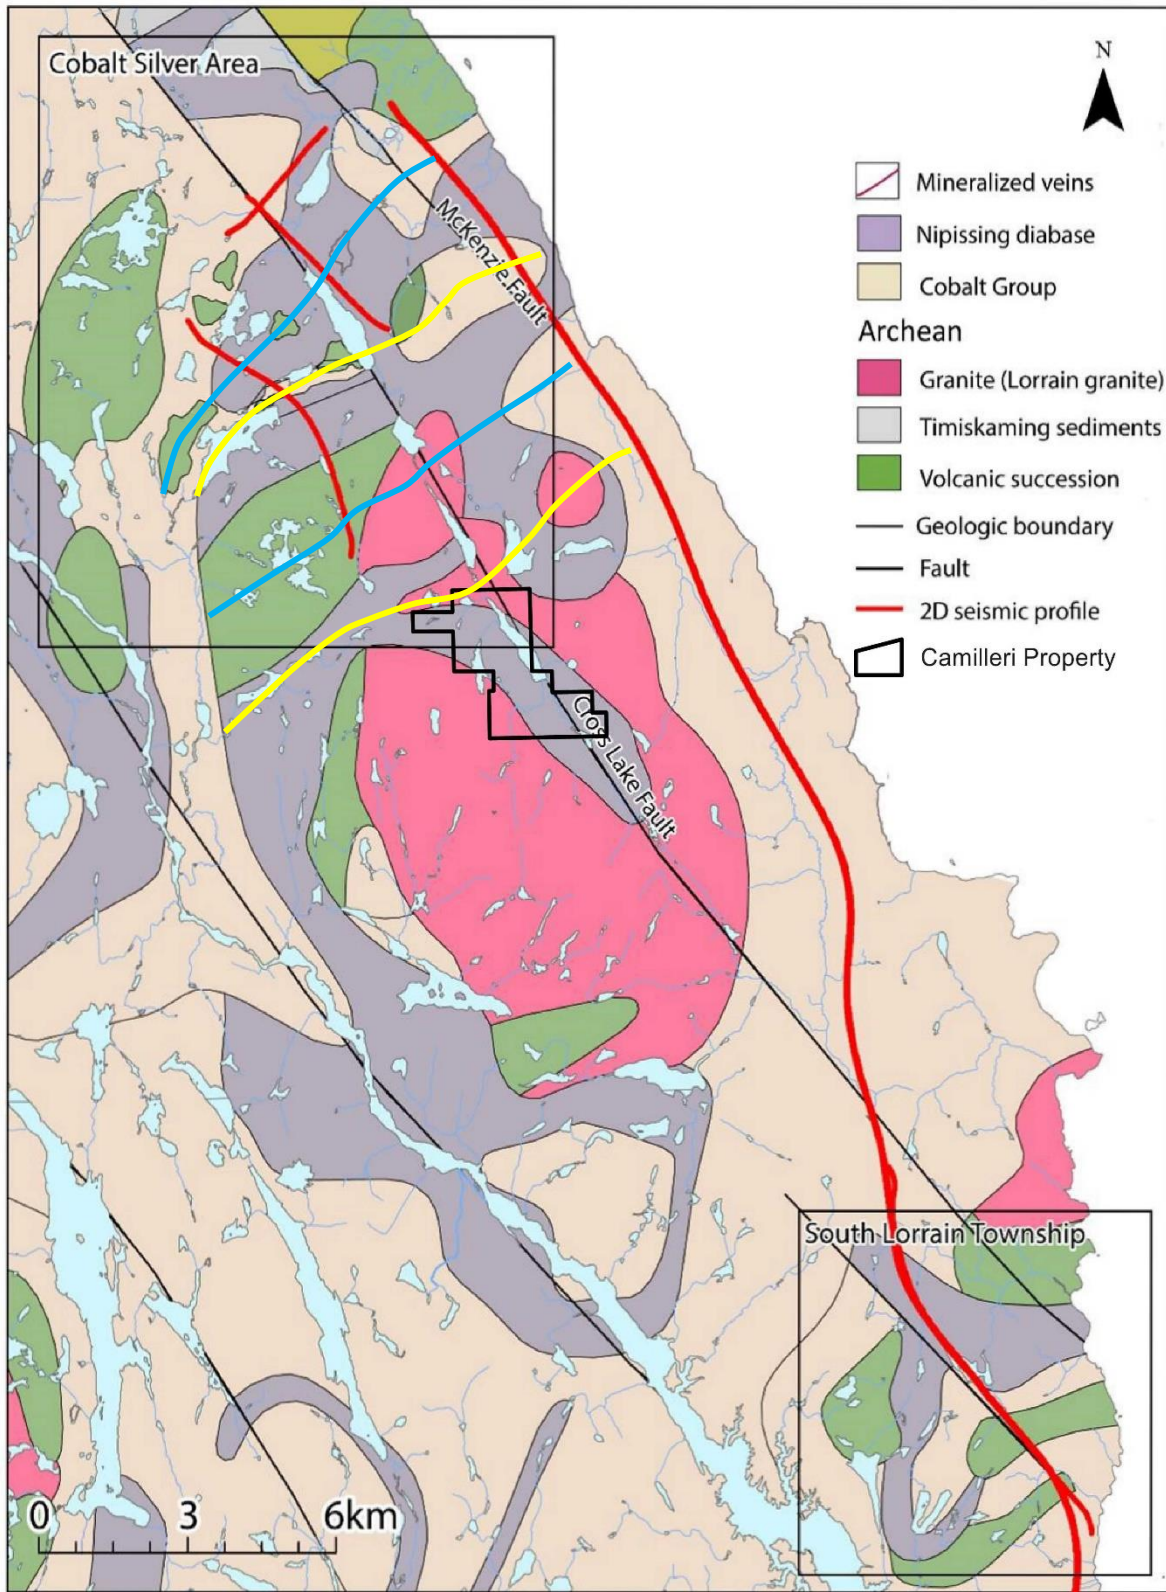 Cobalt Silver Area
N
Mineralized veins
Nipissing diabase
Cobalt Group
Archean
Granite (Lorrain granite)
Timiskaming sediments
Volcanic succession
Geologic boundary
Fault
2D seismic profile
Camilleri Property
McKenzie Fault
Cross Lake Fault
South Lorrain Township
0 3 6km